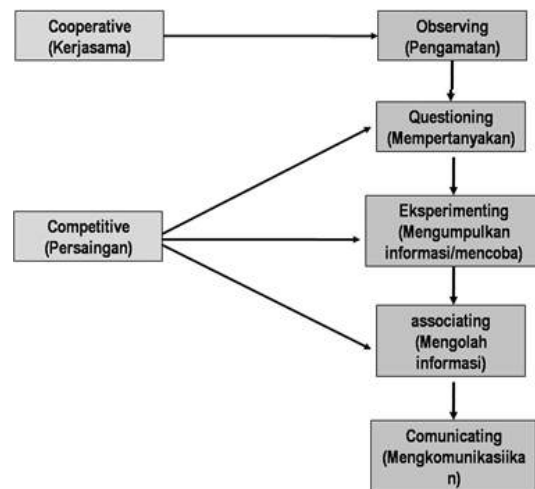 Cooperative
(Kerjasama)
Observing
(Pengamatan)
Questioning
(Mempertanyakan)
Competitive
(Persaingan)
Eksperimenting
(Mengumpulkan
informasi/mencoba)
associating
(Mengolah
informasi)
Comunicating
(Mengkomunikasiika
n)